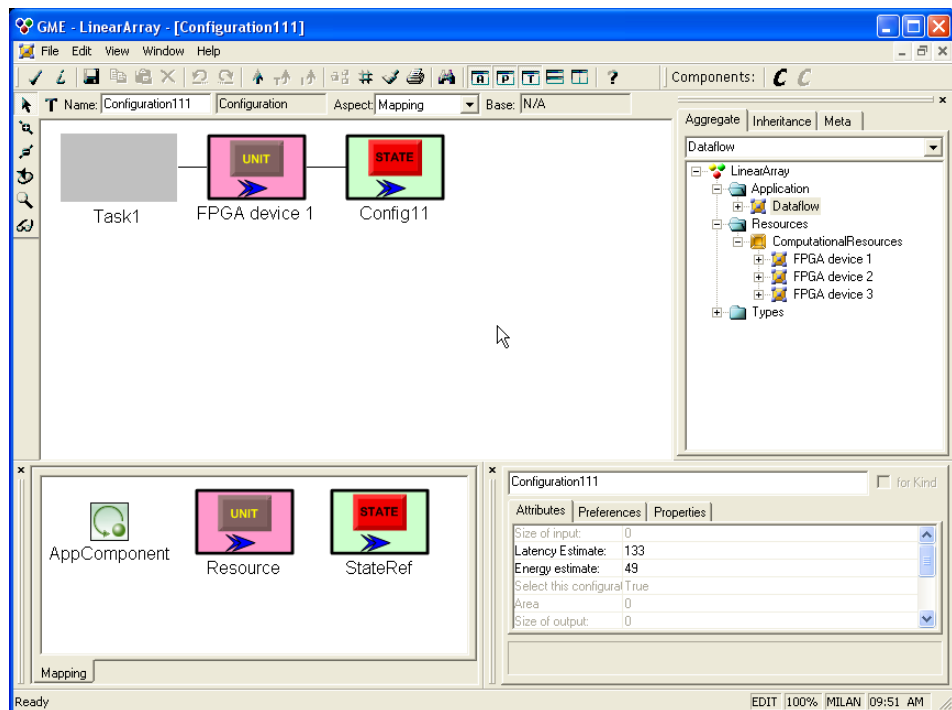 GME - LinearArray - [Configuration111]
File Edit View Window Help
Components: C C
T Name: Configuration111 Configuration Aspect: Mapping Base: N/A
UNIT STATE
Task1 FPGA device 1 Config11
Aggregate Inheritance Meta
Dataflow
LinearArray
Application
Dataflow
Resources
ComputationalResources
FPGA device 1
FPGA device 2
FPGA device 3
Types
UNIT STATE
AppComponent Resource StateRef
Mapping
Configuration111 for Kind
Attributes Preferences Properties
Size of input: 0
Latency Estimate: 133
Energy estimate: 49
Select this configurat True
Area 0
Size of output: 0
Ready EDIT 100% MILAN 09:51 AM